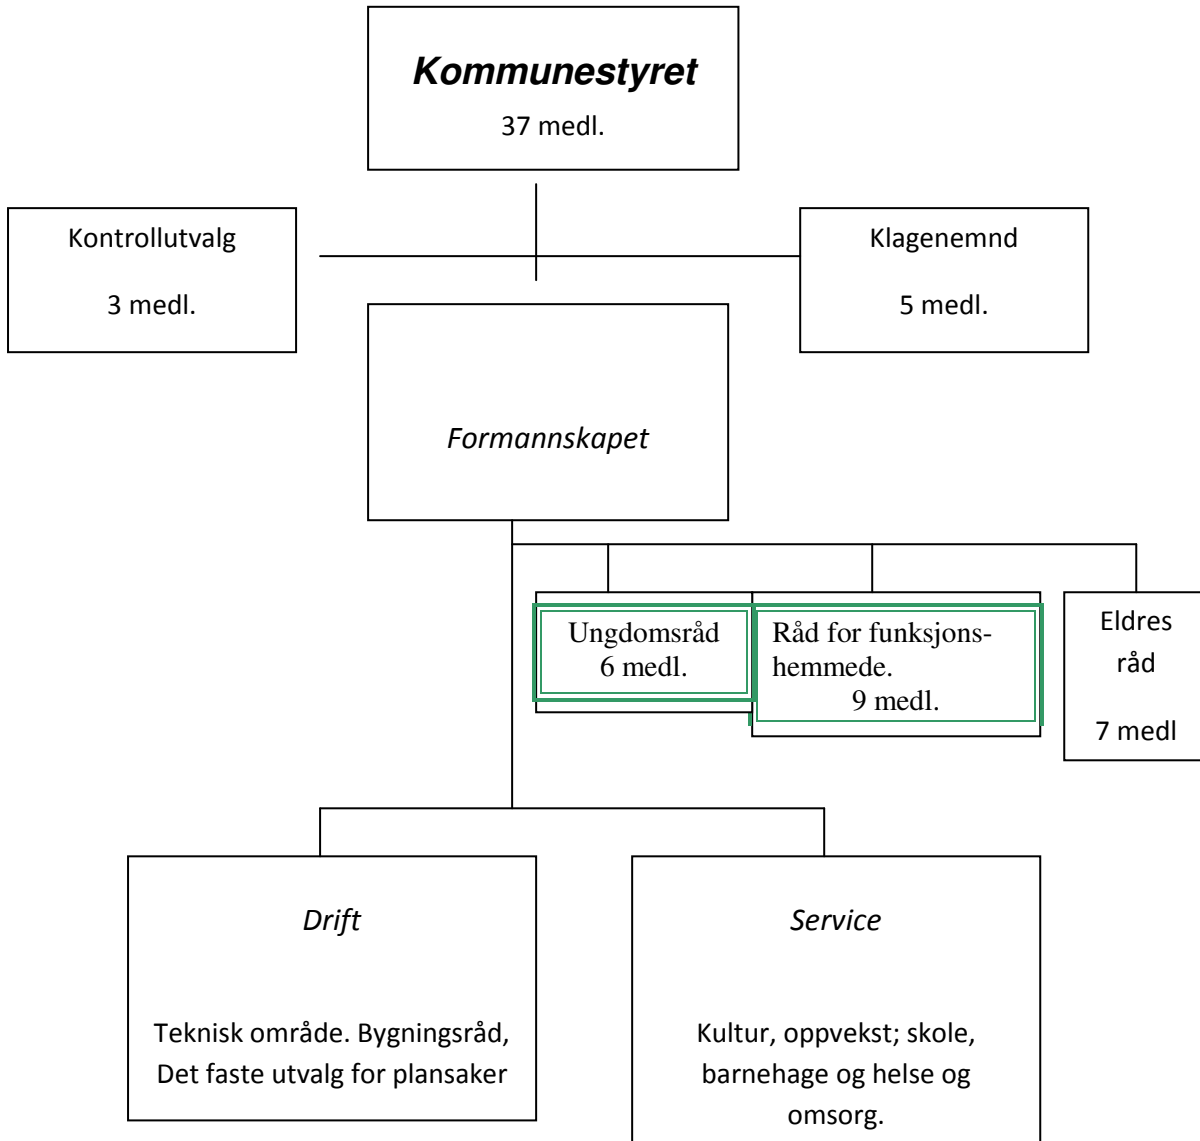 Kommunestyret
37 medl.
Kontrollutvalg
3 medl.
Klagenemnd
5 medl.
Formannskapet
Ungdomsråd
6 medl.
Råd for funksjons-
hemmede.
9 medl.
Eldres
råd
7 medl
Drift
Teknisk område. Bygningsråd,
Det faste utvalg for plansaker
Service
Kultur, oppvekst; skole,
barnehage og helse og
omsorg.